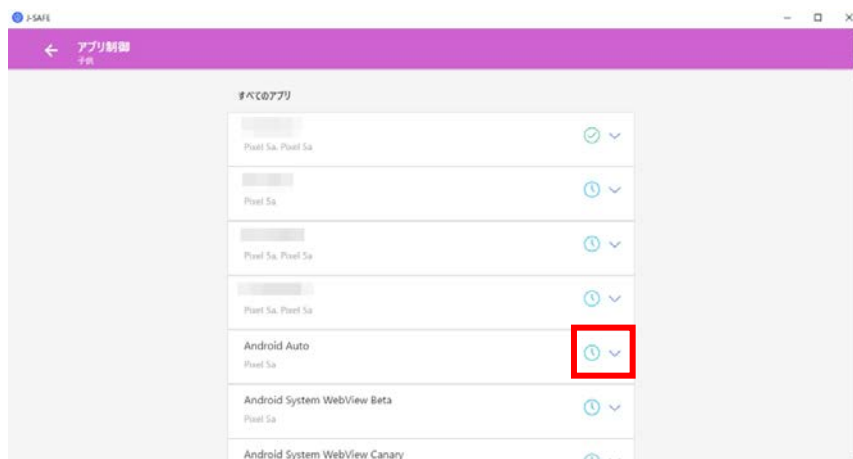 J-SAFE
アプリ制御
子供
すべてのアプリ
Pixel 5a, Pixel 5a
Pixel 5a
Pixel 5a, Pixel 5a
Pixel 5a, Pixel 5a
Android Auto
Pixel 5a
Android System WebView Beta
Pixel 5a
Android System WebView Canary